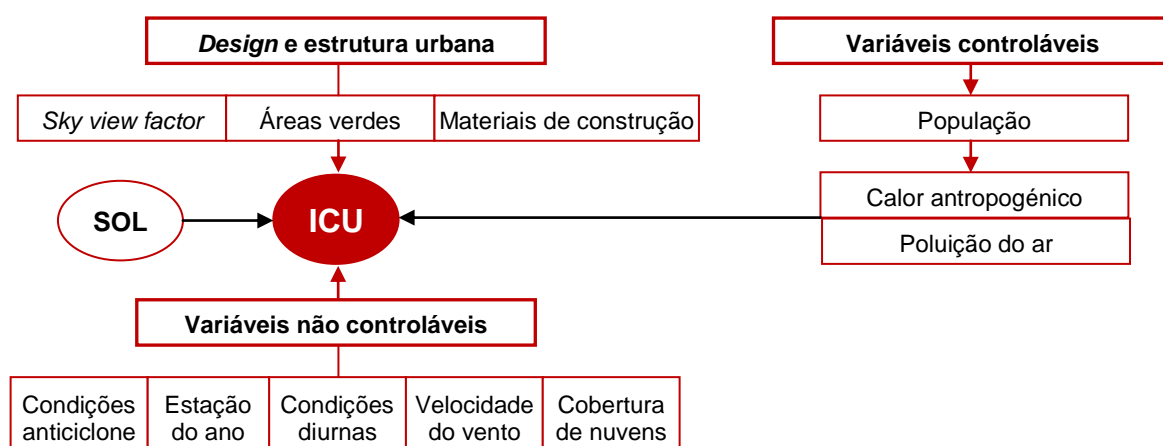 Design e estrutura urbana
Variáveis controláveis
Sky view factor
Áreas verdes
Materiais de construção
População
SOL
ICU
Calor antropogénico
Poluição do ar
Variáveis não controláveis
Condições
anticiclone
Estação
do ano
Condições
diurnas
Velocidade
do vento
Cobertura
de nuvens